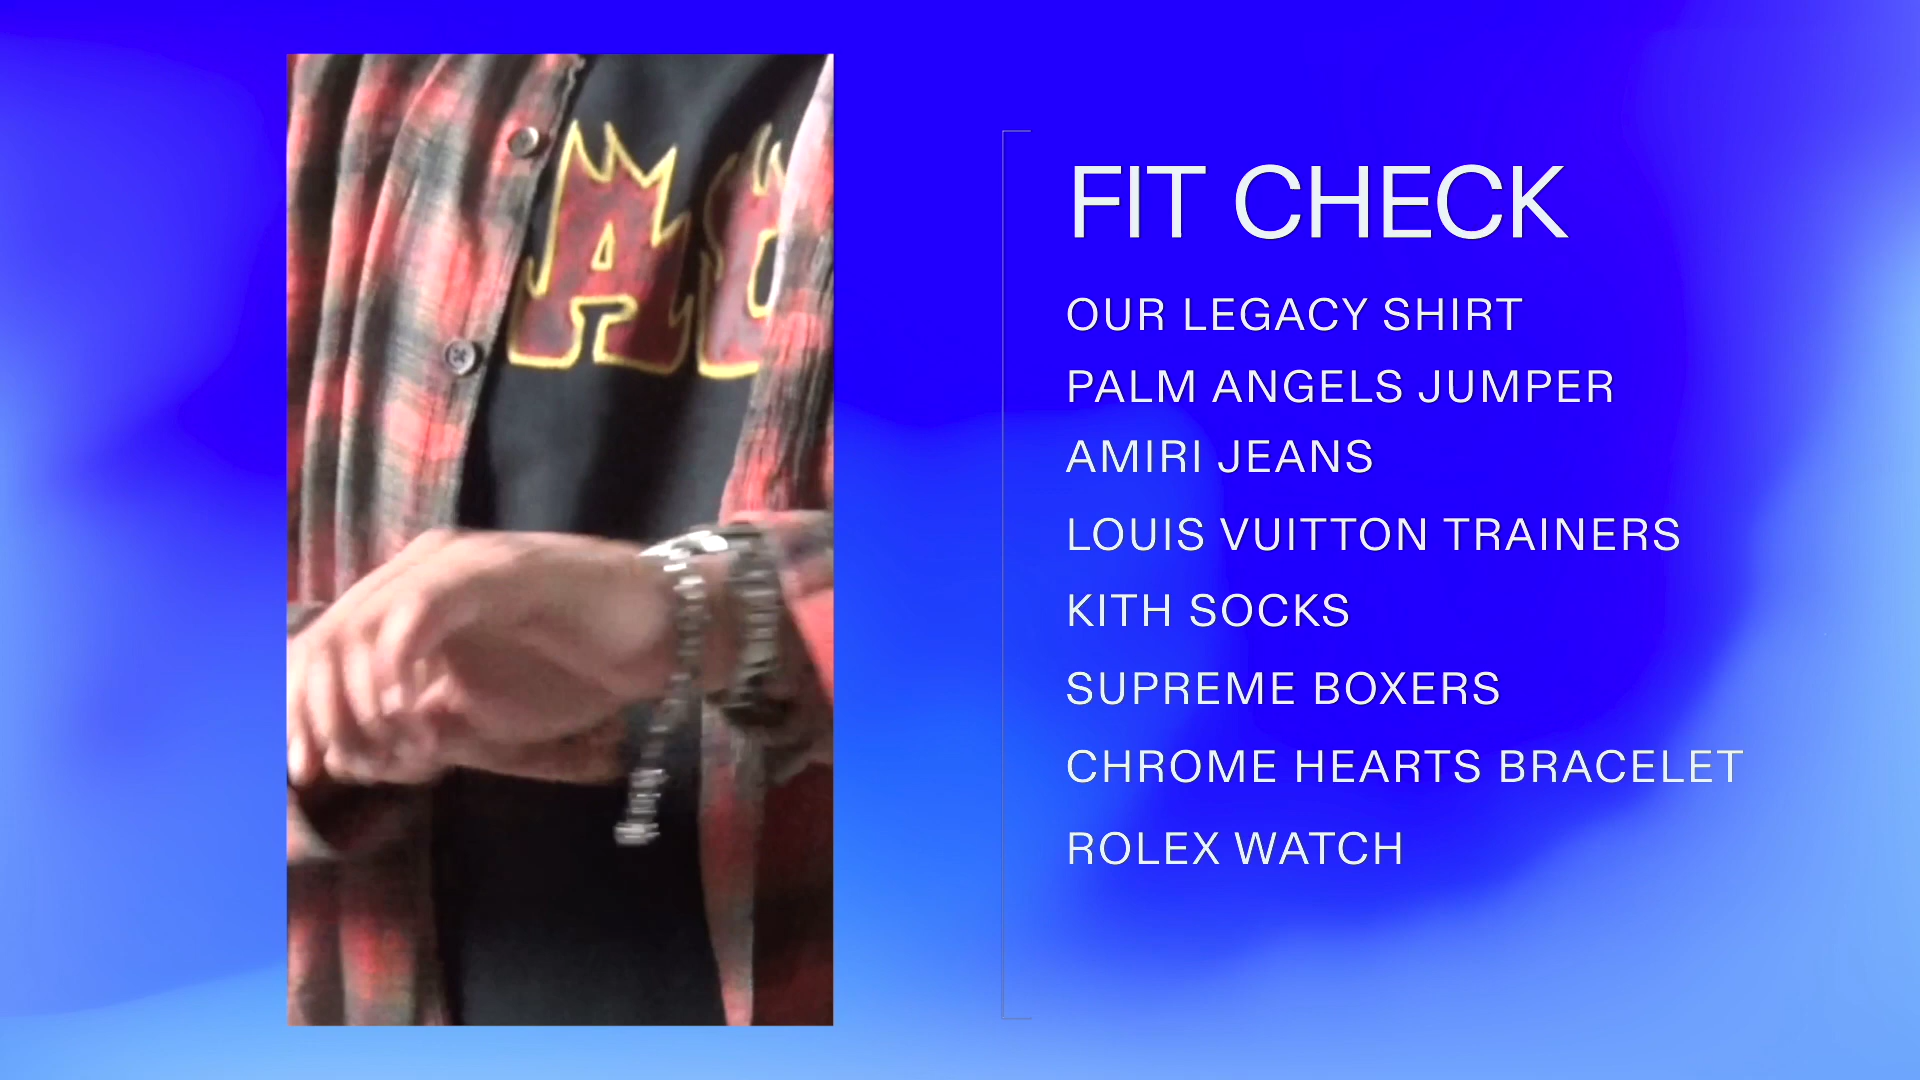 FIT CHECK
OUR LEGACY SHIRT
PALM ANGELS JUMPER
AMIRI JEANS
LOUIS VUITTON TRAINERS
KITH SOCKS
SUPREME BOXERS
CHROME HEARTS BRACELET
ROLEX WATCH